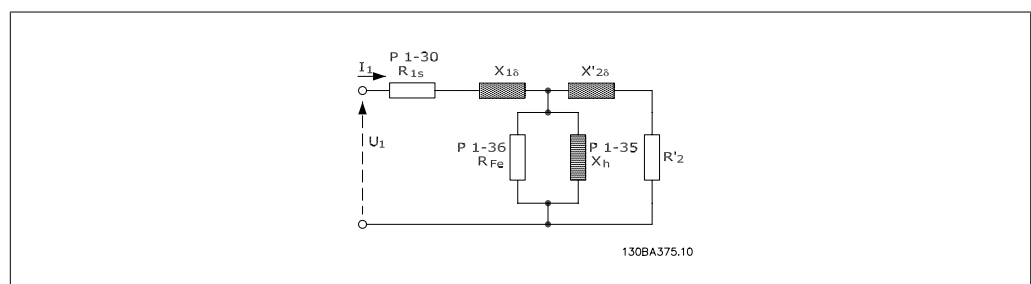 P 1-30
I₁
R₁s
X₁δ
X'₂δ
U₁
P 1-36
RFe
P 1-35
Xh
R'₂
130BA375.10